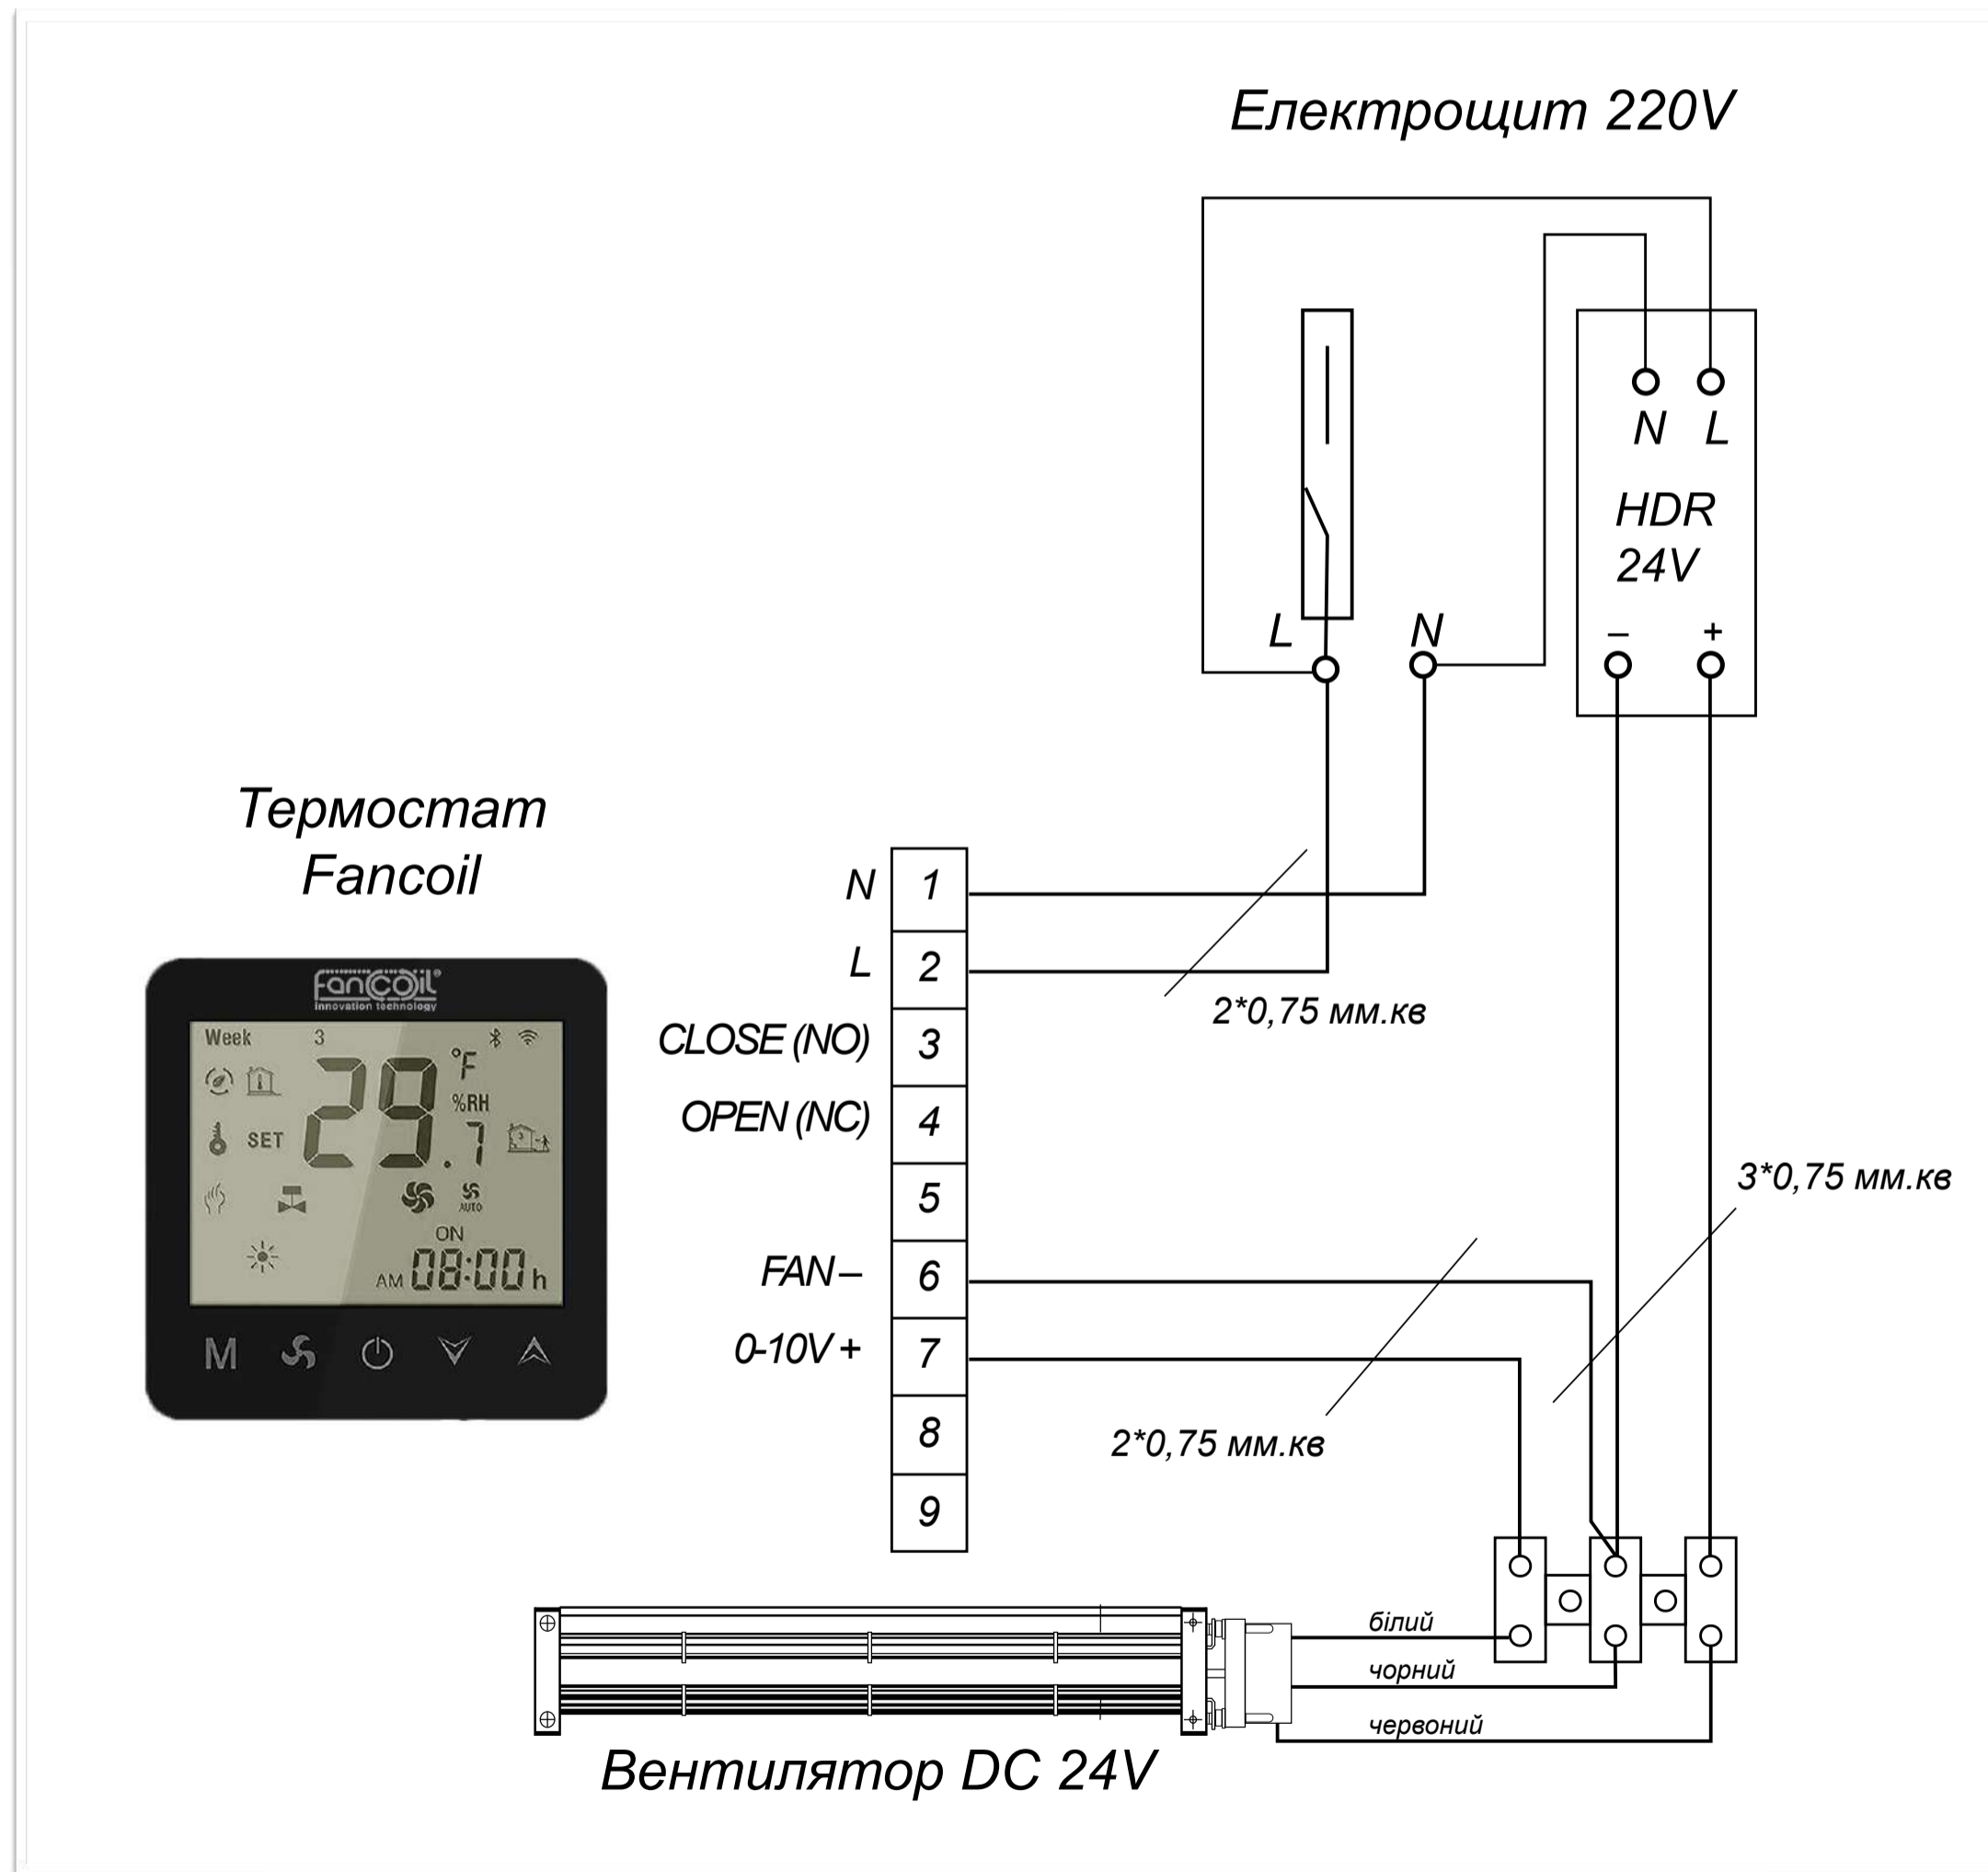 Електрощит 220V
N L
HDR
24V
L N – +
Термостат
Fancoil
FanCoil®
innovation technology
Week 3
°F
29.7
%RH
SET
AUTO
ON
AM 08:00 h
M
N 1
L 2
CLOSE (NO) 3
OPEN (NC) 4
5
FAN – 6
0-10V + 7
8
9
2*0,75 мм.кв
3*0,75 мм.кв
2*0,75 мм.кв
білий
чорний
червоний
Вентилятор DC 24V